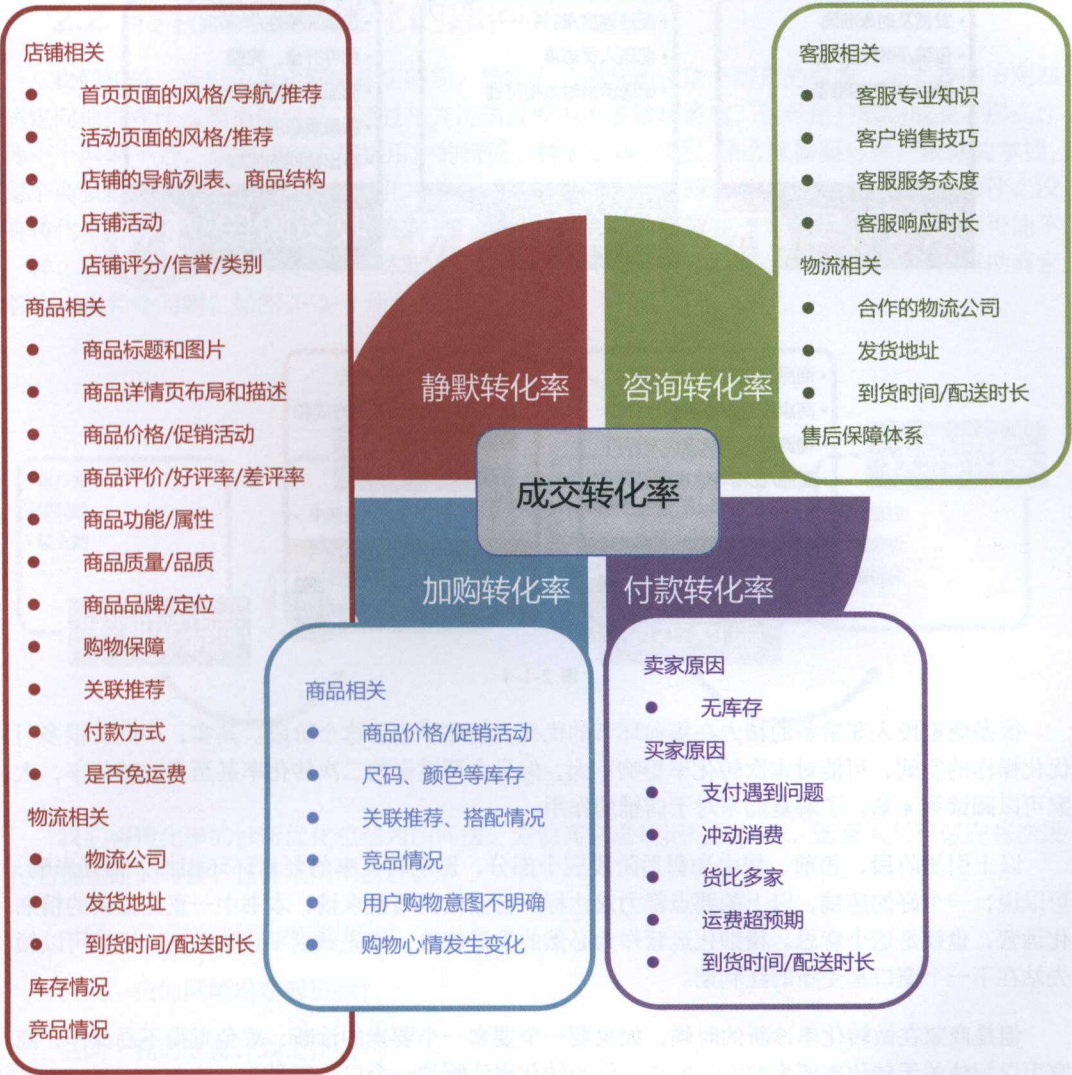 店铺相关
首页页面的风格/导航/推荐
活动页面的风格/推荐
店铺的导航列表、商品结构
店铺活动
店铺评分/信誉/类别
商品相关
商品标题和图片
商品详情页布局和描述
商品价格/促销活动
商品评价/好评率/差评率
商品功能/属性
商品质量/品质
商品品牌/定位
购物保障
关联推荐
付款方式
是否免运费
物流相关
物流公司
发货地址
到货时间/配送时长
库存情况
竞品情况
客服相关
客服专业知识
客户销售技巧
客服服务态度
客服响应时长
物流相关
合作的物流公司
发货地址
到货时间/配送时长
售后保障体系
静默转化率
咨询转化率
成交转化率
加购转化率
付款转化率
商品相关
商品价格/促销活动
尺码、颜色等库存
关联推荐、搭配情况
竞品情况
用户购物意图不明确
购物心情发生变化
卖家原因
无库存
买家原因
支付遇到问题
冲动消费
货比多家
运费超预期
到货时间/配送时长